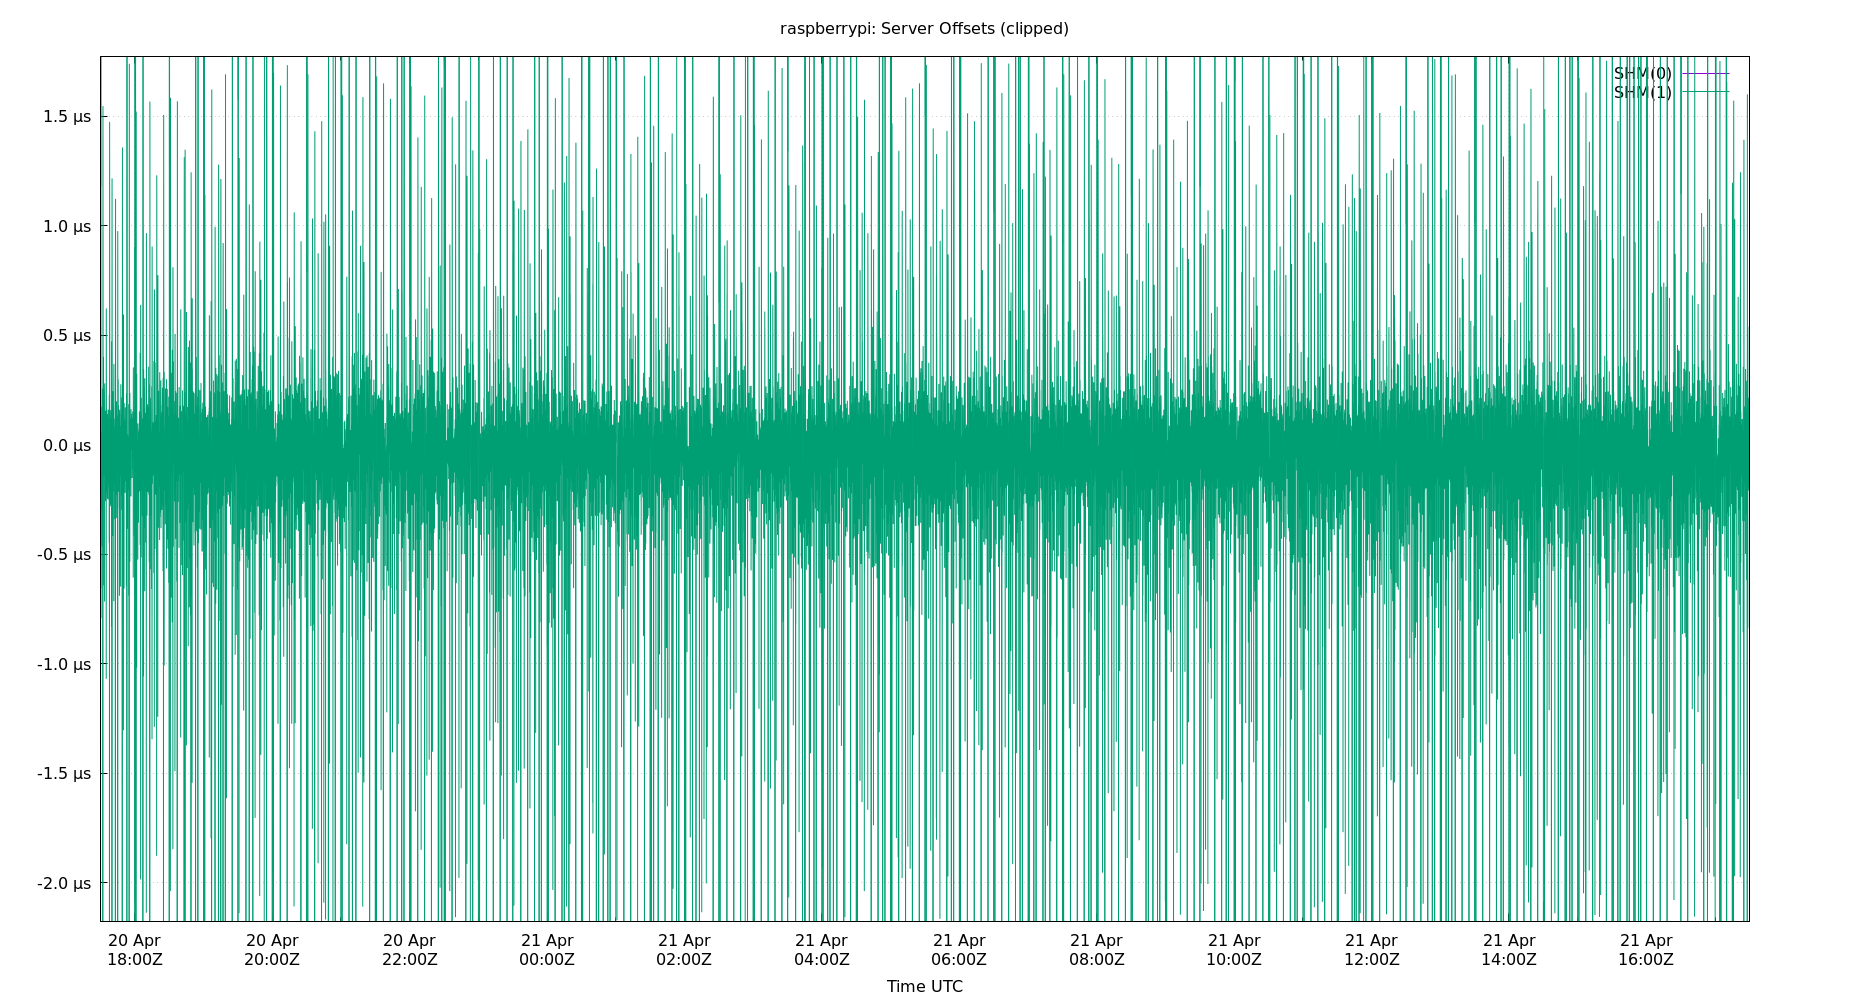 raspberrypi: Server Offsets (clipped)
SHM(0)
SHM(1)
1.5 µs
1.0 µs
0.5 µs
0.0 µs
-0.5 µs
-1.0 µs
-1.5 µs
-2.0 µs
20 Apr 20 Apr 20 Apr 21 Apr 21 Apr 21 Apr 21 Apr 21 Apr 21 Apr 21 Apr 21 Apr 21 Apr
18:00Z 20:00Z 22:00Z 00:00Z 02:00Z 04:00Z 06:00Z 08:00Z 10:00Z 12:00Z 14:00Z 16:00Z
Time UTC